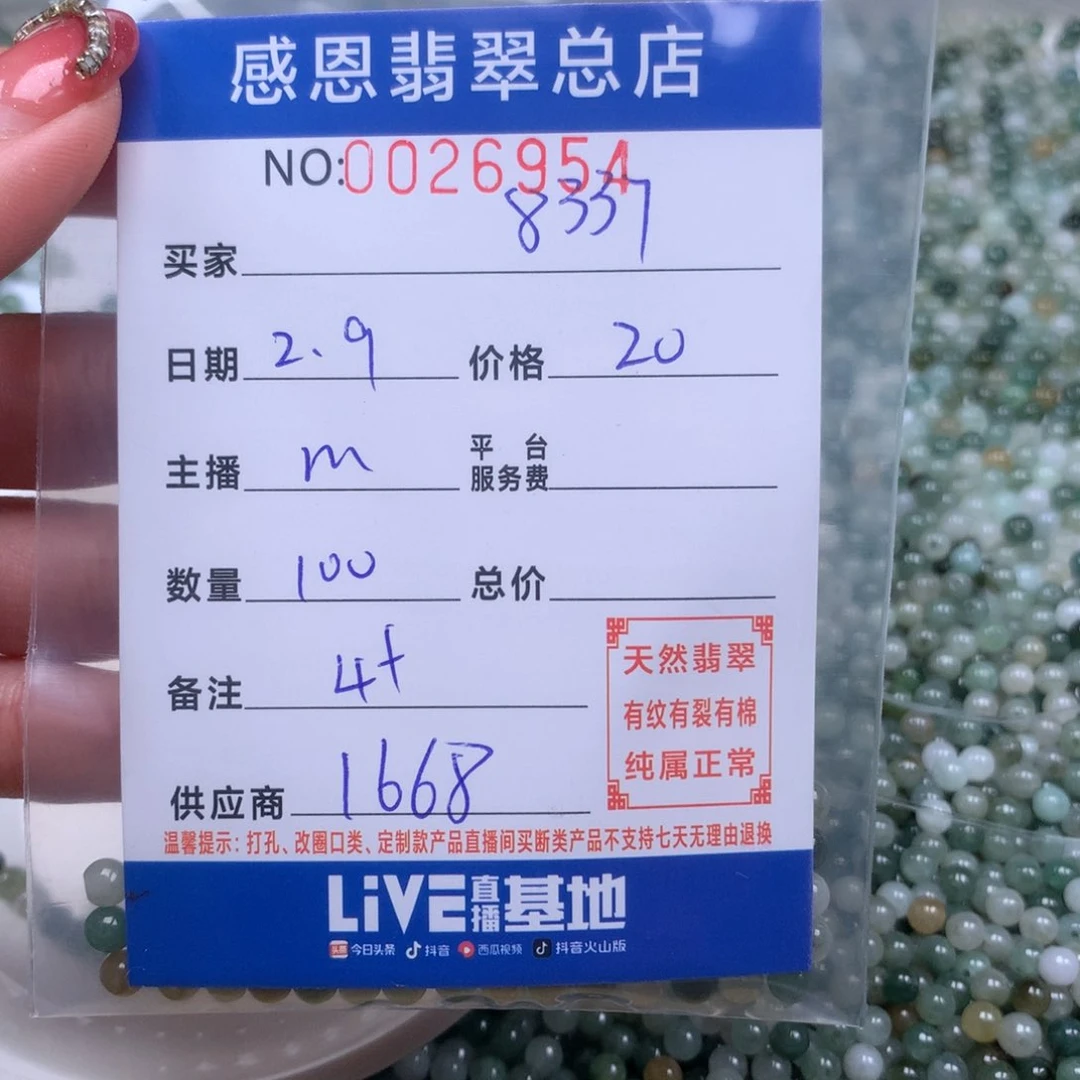 感恩翡翠总店
NO:0026954
8337
买家
日期 2.9 价格 20
主播 m 平台服务费
数量 100 总价
备注 4+
天然翡翠
有纹有裂有棉
纯属正常
供应商 1668
温馨提示：打孔、改圈口类、定制款产品直播间买断类产品不支持七天无理由退换
LiVE直播基地
头条 今日头条 抖音 西瓜视频 抖音火山版